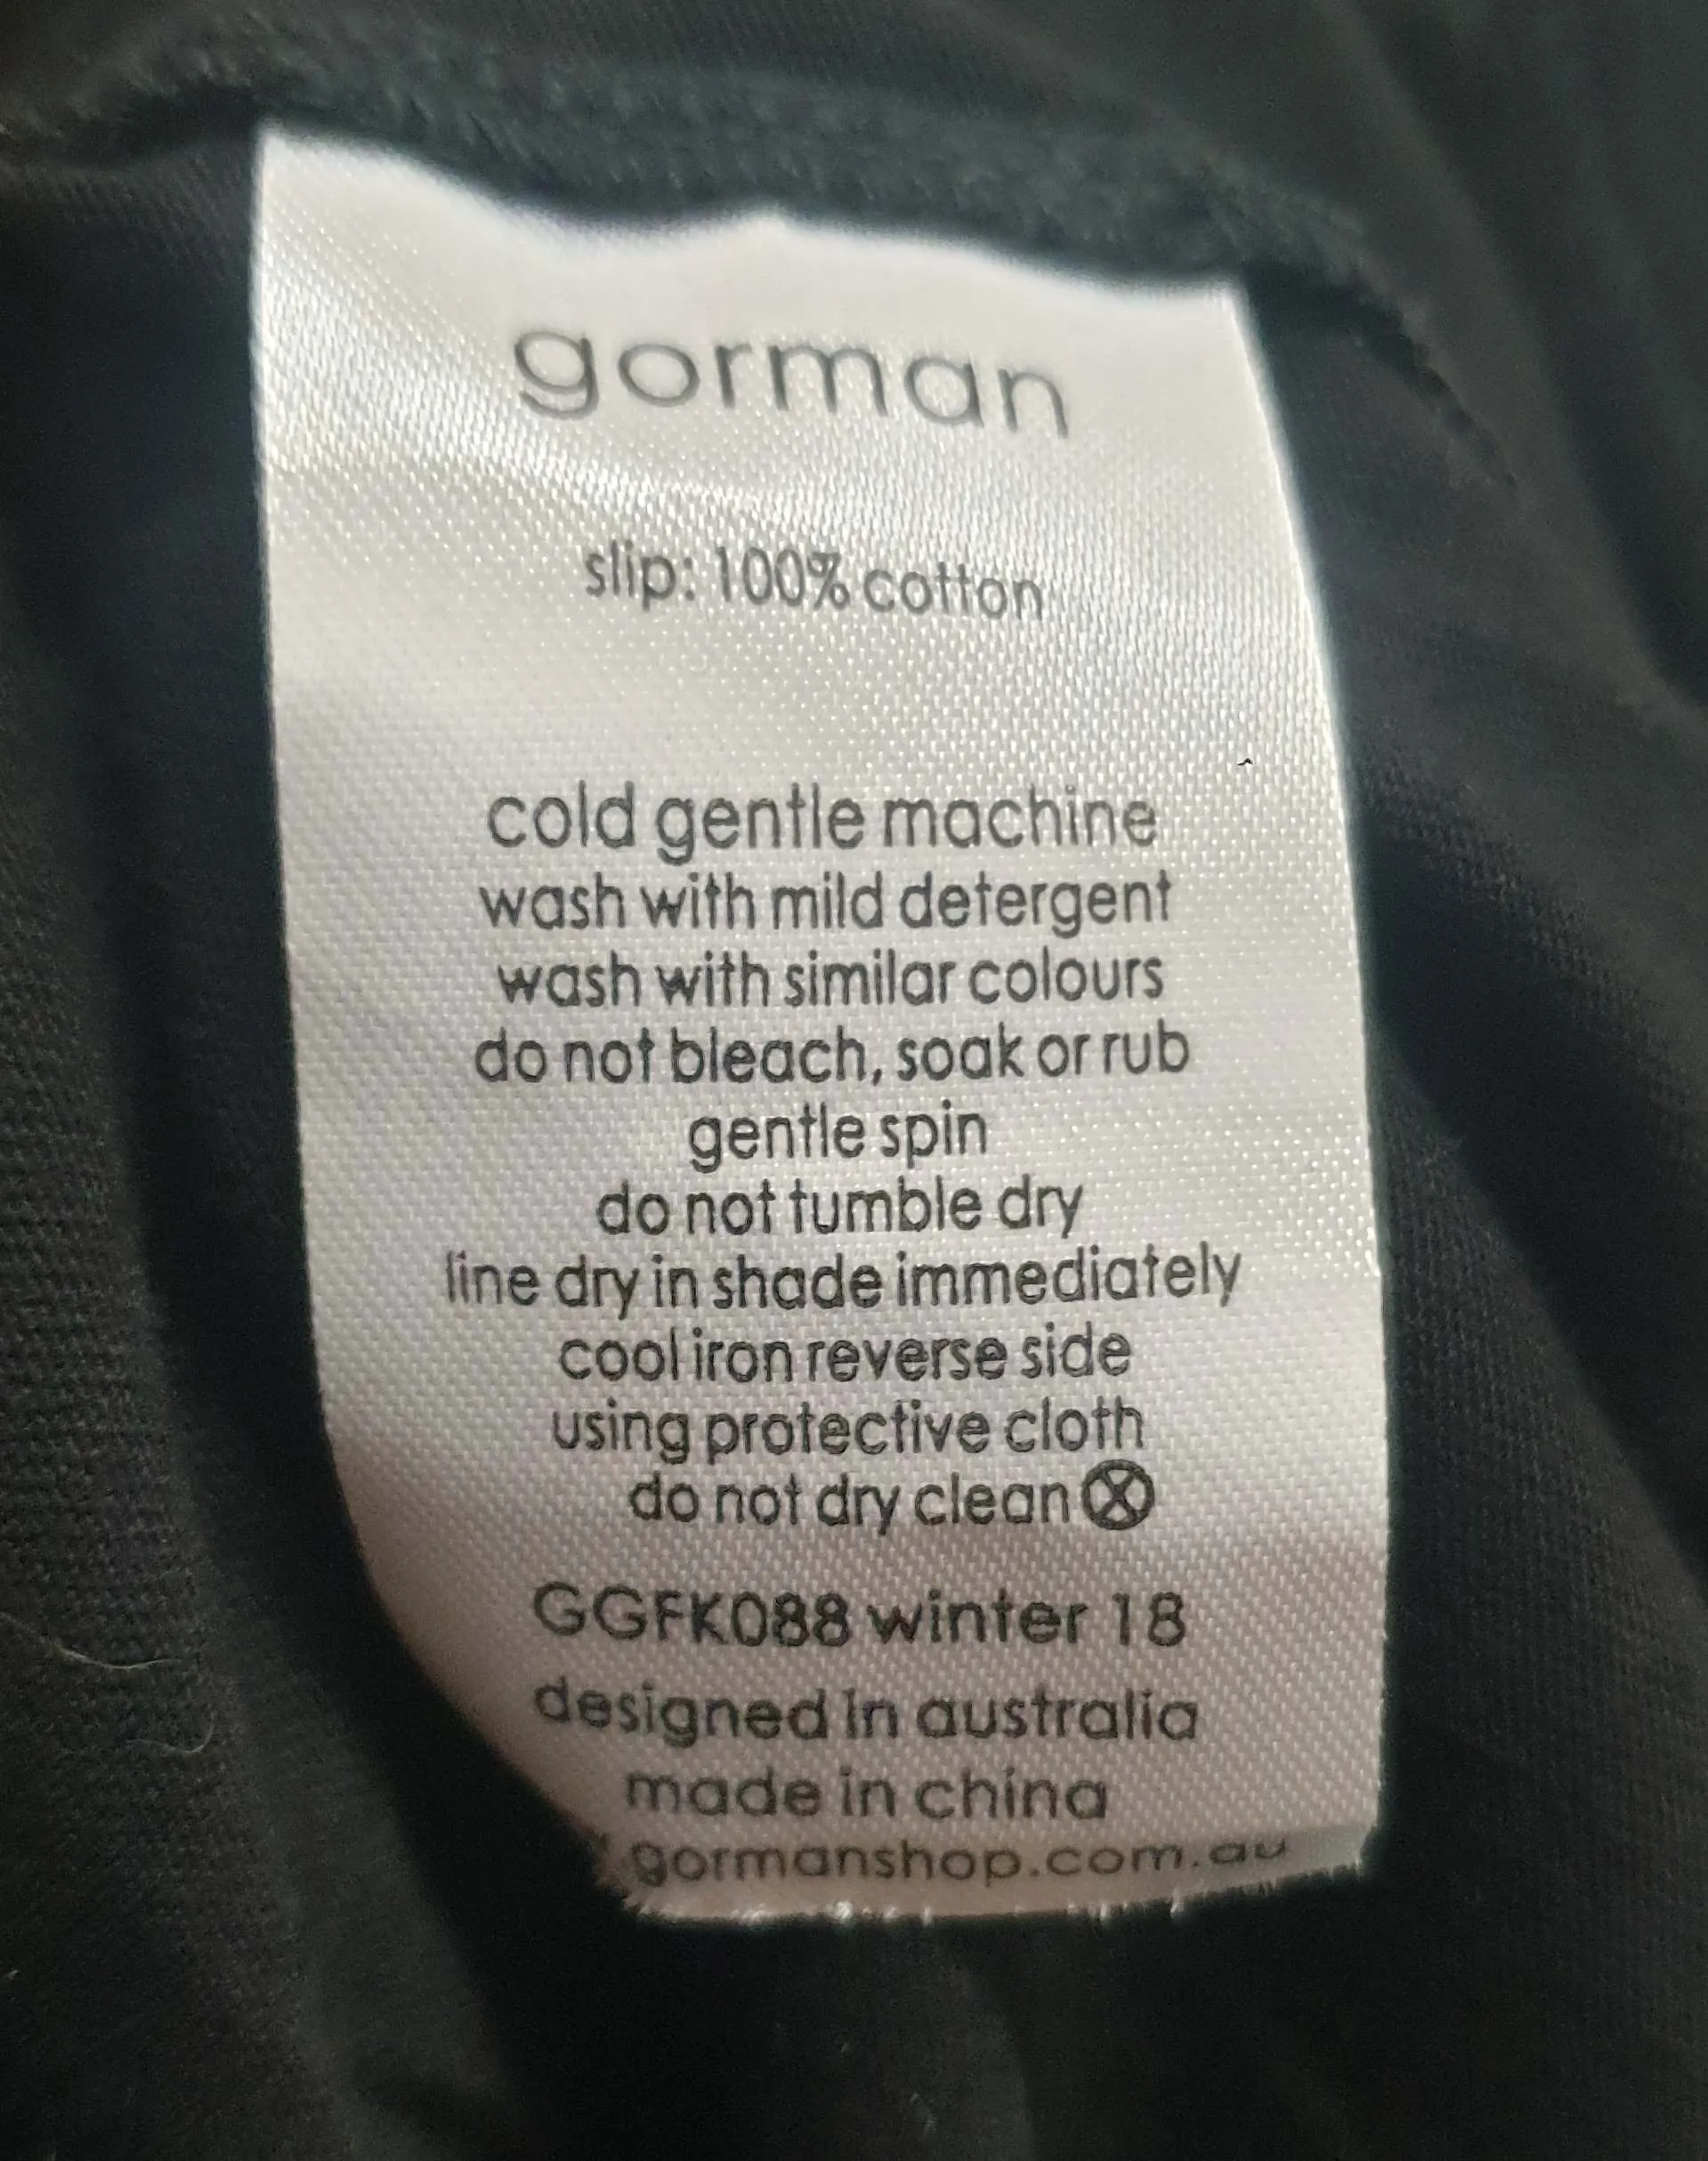 gorman
slip: 100% cotton
cold gentle machine
wash with mild detergent
wash with similar colours
do not bleach, soak or rub
gentle spin
do not tumble dry
line dry in shade immediately
cool iron reverse side
using protective cloth
do not dry clean Ⓧ
GGFK088 winter 18
designed in australia
made in china
gormanshop.com.au